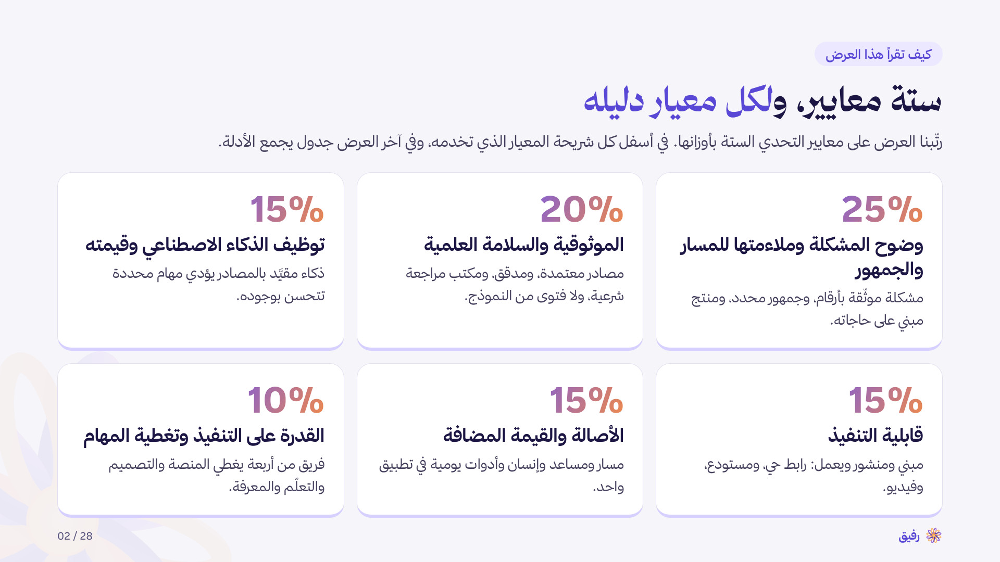 كيف تقرأ هذا العرض
ستة معايير، ولكل معيار دليله
رتّبنا العرض على معايير التحدي الستة بأوزانها. في أسفل كل شريحة المعيار الذي تخدمه، وفي آخر العرض جدول يجمع الأدلة.
25%
وضوح المشكلة وملاءمتها للمسار
والجمهور
مشكلة موثّقة بأرقام، وجمهور محدد، ومنتج
مبني على حاجاته.
20%
الموثوقية والسلامة العلمية
مصادر معتمدة، ومدقق، ومكتب مراجعة
شرعية، ولا فتوى من النموذج.
15%
توظيف الذكاء الاصطناعي وقيمته
ذكاء مقيَّد بالمصادر يؤدي مهام محددة
تتحسن بوجوده.
15%
قابلية التنفيذ
مبني ومنشور ويعمل: رابط حي، ومستودع،
وفيديو.
15%
الأصالة والقيمة المضافة
مسار ومساعد وإنسان وأدوات يومية في تطبيق
واحد.
10%
القدرة على التنفيذ وتغطية المهام
فريق من أربعة يغطي المنصة والتصميم
والتعلّم والمعرفة.
رفيق
02 / 28